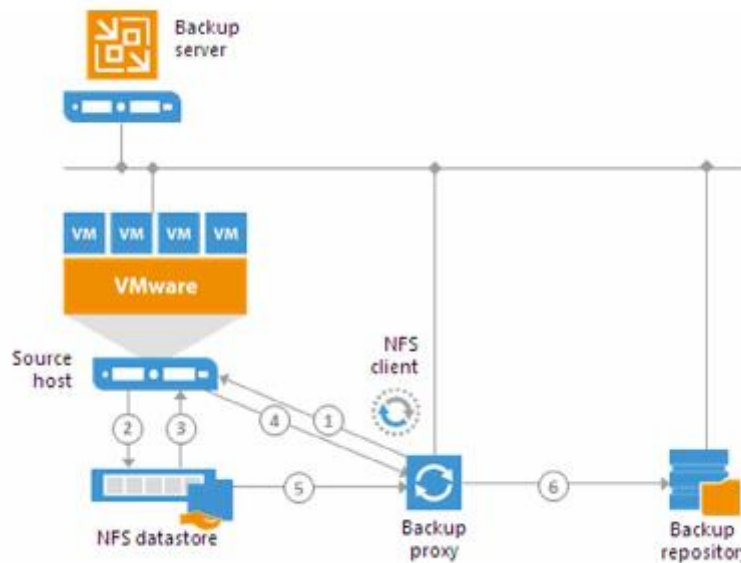 Backup
server
VM VM VM VM
VMware
NFS
client
Source
host
2 3 4 1
5 6
NFS datastore
Backup
proxy
Backup
repository